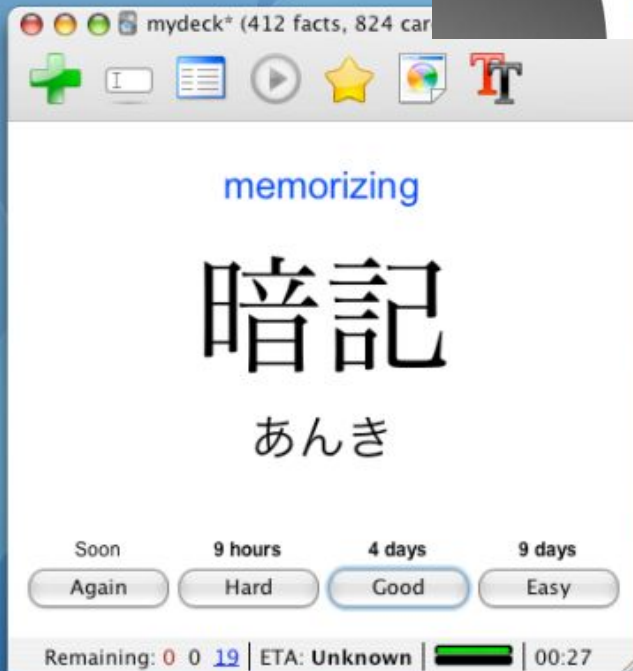 mydeck* (412 facts, 824 car
memorizing
暗記
あんき
Soon 9 hours 4 days 9 days
Again Hard Good Easy
Remaining: 0 0 19 ETA: Unknown 00:27